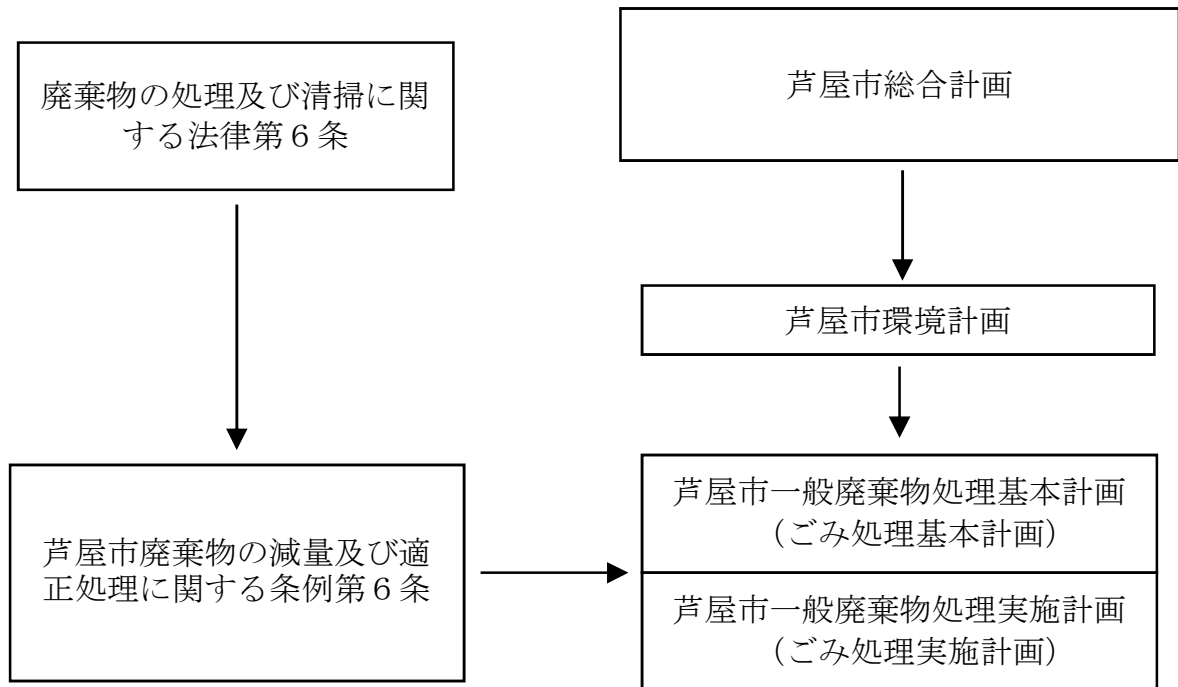 廃棄物の処理及び清掃に関
する法律第６条
芦屋市総合計画
芦屋市環境計画
芦屋市廃棄物の減量及び適
正処理に関する条例第６条
芦屋市一般廃棄物処理基本計画
（ごみ処理基本計画）
芦屋市一般廃棄物処理実施計画
（ごみ処理実施計画）